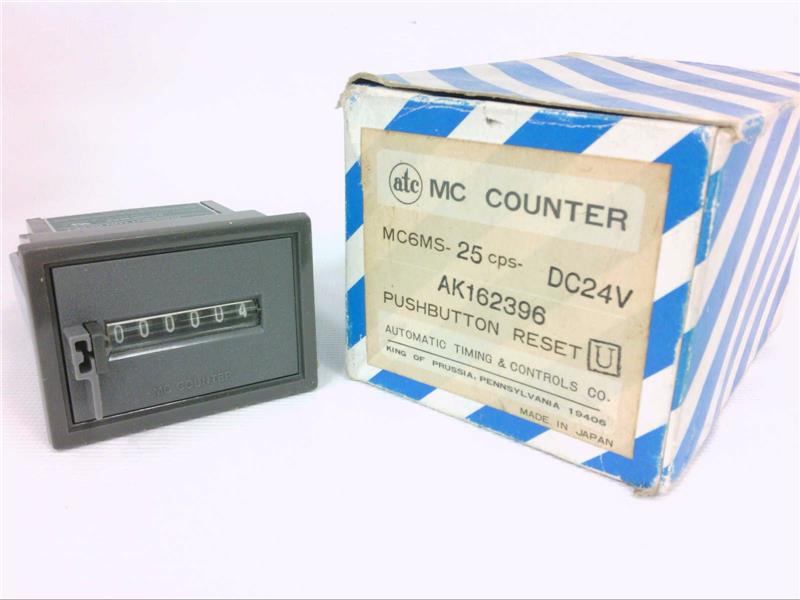 000004
MC COUNTER
atc MC COUNTER
MC6MS- 25 cps- DC24V
AK162396
PUSHBUTTON RESET U
AUTOMATIC TIMING & CONTROLS CO.
KING OF PRUSSIA, PENNSYLVANIA 19406
MADE IN JAPAN